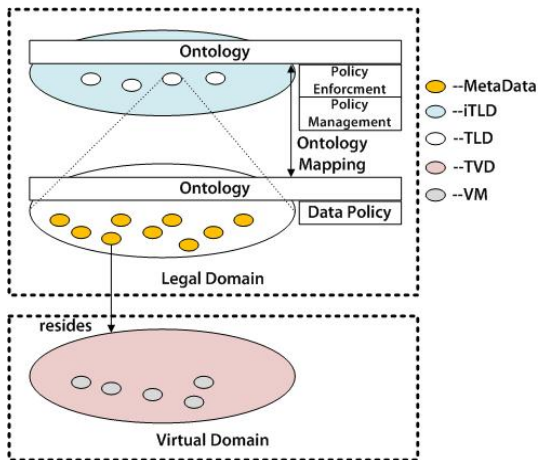 Ontology
Policy
Enforcment
Policy
Management
Ontology
Mapping
Ontology
Data Policy
Legal Domain
resides
Virtual Domain
--MetaData
--iTLD
--TLD
--TVD
--VM